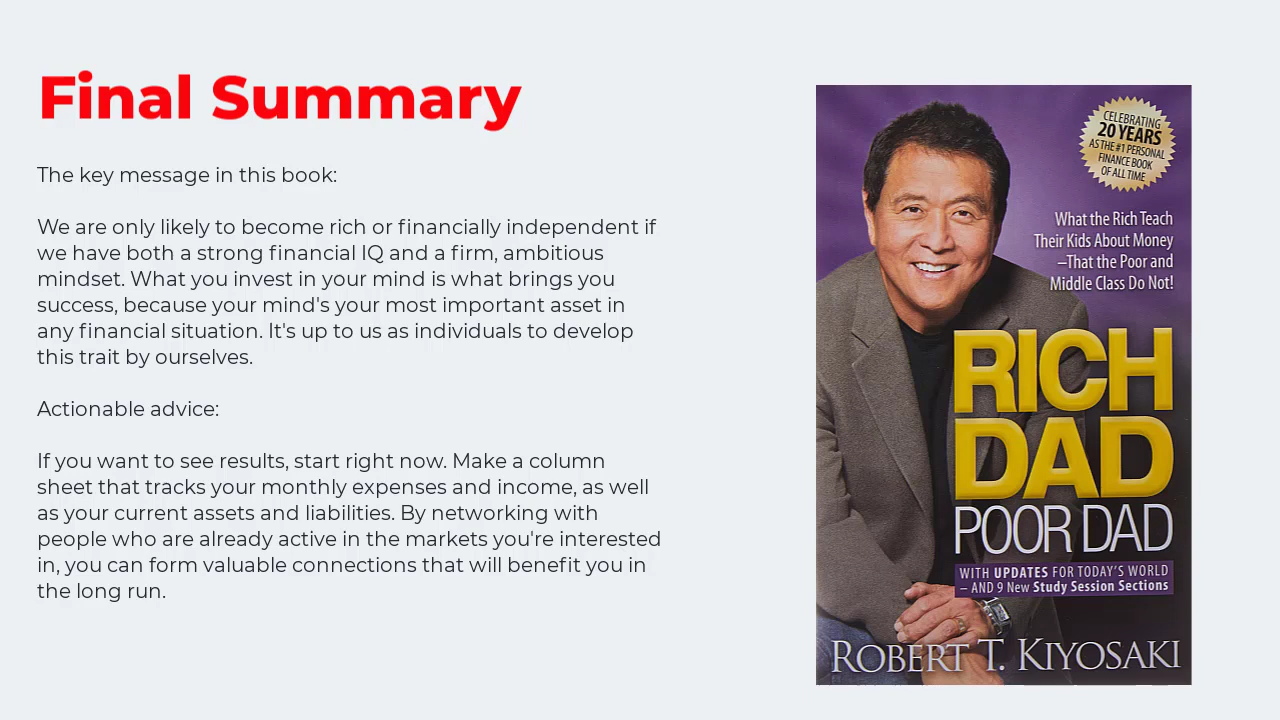 Final Summary
The key message in this book:
We are only likely to become rich or financially independent if
we have both a strong financial IQ and a firm, ambitious
mindset. What you invest in your mind is what brings you
success, because your mind's your most important asset in
any financial situation. It's up to us as individuals to develop
this trait by ourselves.
Actionable advice:
If you want to see results, start right now. Make a column
sheet that tracks your monthly expenses and income, as well
as your current assets and liabilities. By networking with
people who are already active in the markets you're interested
in, you can form valuable connections that will benefit you in
the long run.
CELEBRATING
20 YEARS
AS THE #1 PERSONAL
FINANCE BOOK
OF ALL TIME
What the Rich Teach
Their Kids About Money
–That the Poor and
Middle Class Do Not!
RICH
DAD
POOR DAD
WITH UPDATES FOR TODAY'S WORLD
– AND 9 New Study Session Sections
ROBERT T. KIYOSAKI